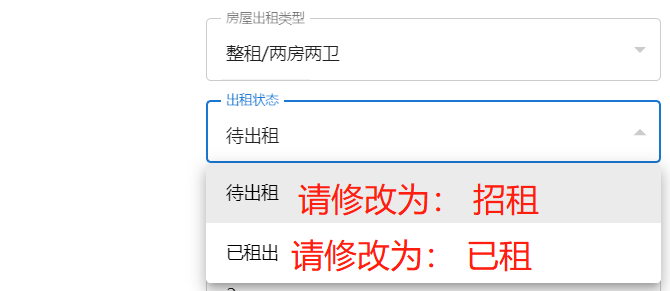 房屋出租类型
整租/两房两卫
出租状态
待出租
待出租 请修改为： 招租
已租出 请修改为： 已租